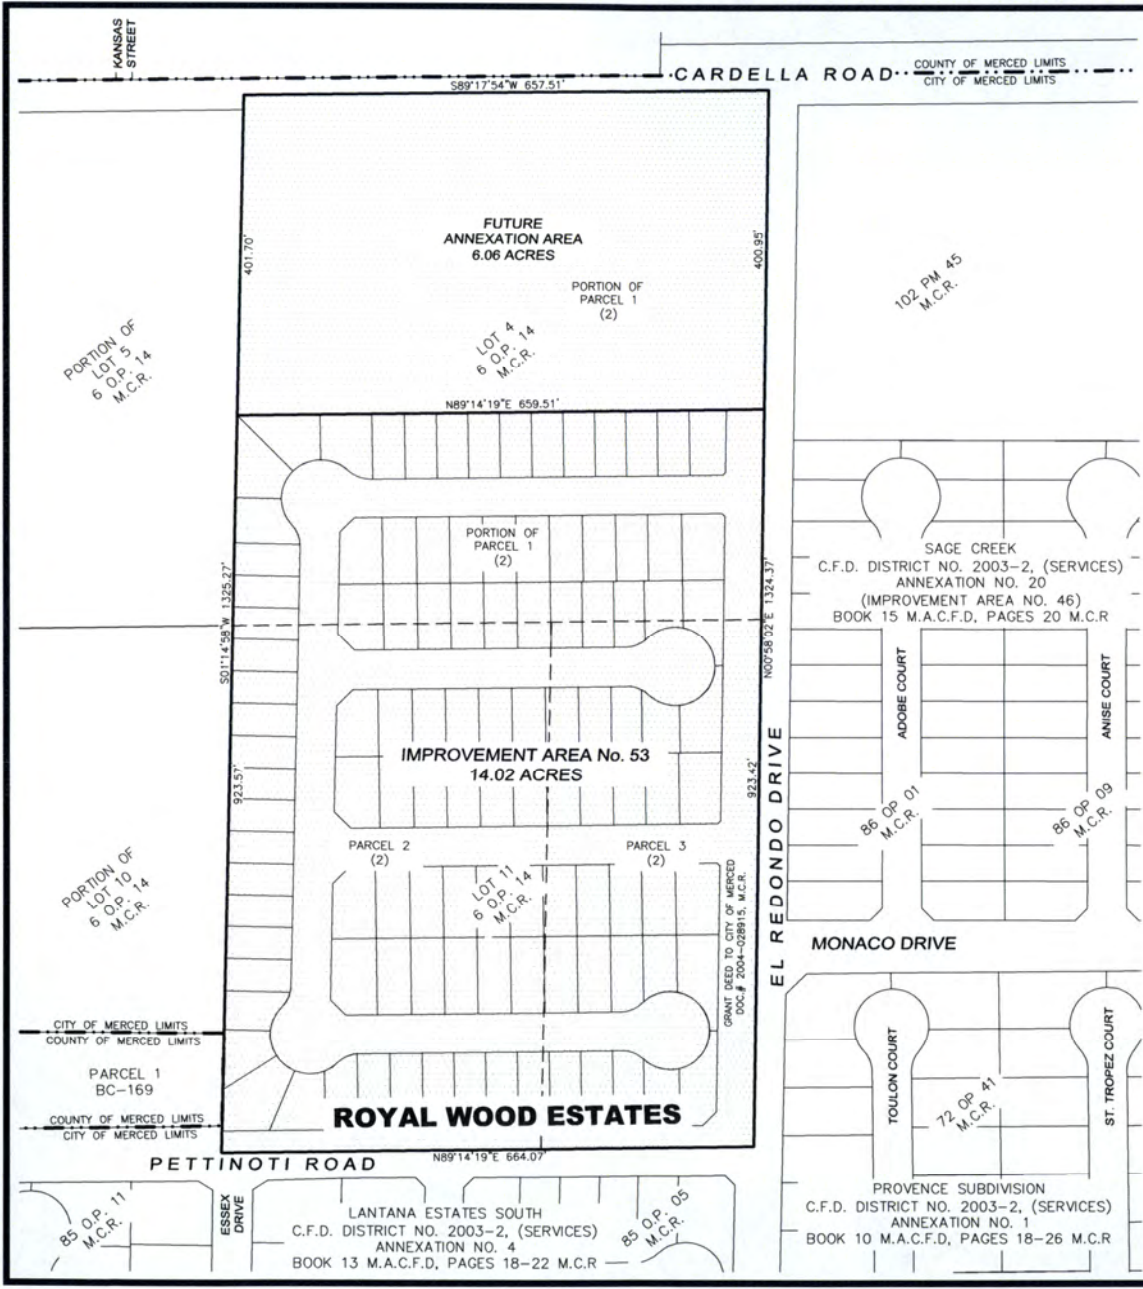 KANSAS
STREET
CARDELLA ROAD
COUNTY OF MERCED LIMITS
CITY OF MERCED LIMITS
S89°17'54"W 657.51'
FUTURE
ANNEXATION AREA
6.06 ACRES
401.70'
400.95'
PORTION OF
PARCEL 1
(2)
LOT 4
6 O.P. 14
M.C.R.
102 PM 45
M.C.R.
PORTION OF
LOT 5
6 O.P. 14
M.C.R.
N89°14'19"E 659.51'
PORTION OF
PARCEL 1
(2)
SAGE CREEK
C.F.D. DISTRICT NO. 2003-2, (SERVICES)
ANNEXATION NO. 20
(IMPROVEMENT AREA NO. 46)
BOOK 15 M.A.C.F.D, PAGES 20 M.C.R
S01°14'58"W 1325.27'
N00°58'02"E 1324.37'
ADOBE COURT
ANISE COURT
IMPROVEMENT AREA No. 53
14.02 ACRES
923.57'
923.42'
EL REDONDO DRIVE
86 OP 01
M.C.R.
86 OP 09
M.C.R.
PARCEL 2
(2)
PARCEL 3
(2)
LOT 11
6 O.P. 14
M.C.R.
PORTION OF
LOT 10
6 O.P. 14
M.C.R.
GRANT DEED TO CITY OF MERCED
DOC.# 2004-028915, M.C.R.
MONACO DRIVE
CITY OF MERCED LIMITS
COUNTY OF MERCED LIMITS
PARCEL 1
BC-169
COUNTY OF MERCED LIMITS
CITY OF MERCED LIMITS
TOULON COURT
72 OP 41
M.C.R.
ST. TROPEZ COURT
ROYAL WOOD ESTATES
PETTINOTI ROAD
N89°14'19"E 664.07'
85 O.P. 11
M.C.R.
ESSEX
DRIVE
LANTANA ESTATES SOUTH
C.F.D. DISTRICT NO. 2003-2, (SERVICES)
ANNEXATION NO. 4
BOOK 13 M.A.C.F.D, PAGES 18-22 M.C.R
85 O.P. 05
M.C.R.
PROVENCE SUBDIVISION
C.F.D. DISTRICT NO. 2003-2, (SERVICES)
ANNEXATION NO. 1
BOOK 10 M.A.C.F.D, PAGES 18-26 M.C.R